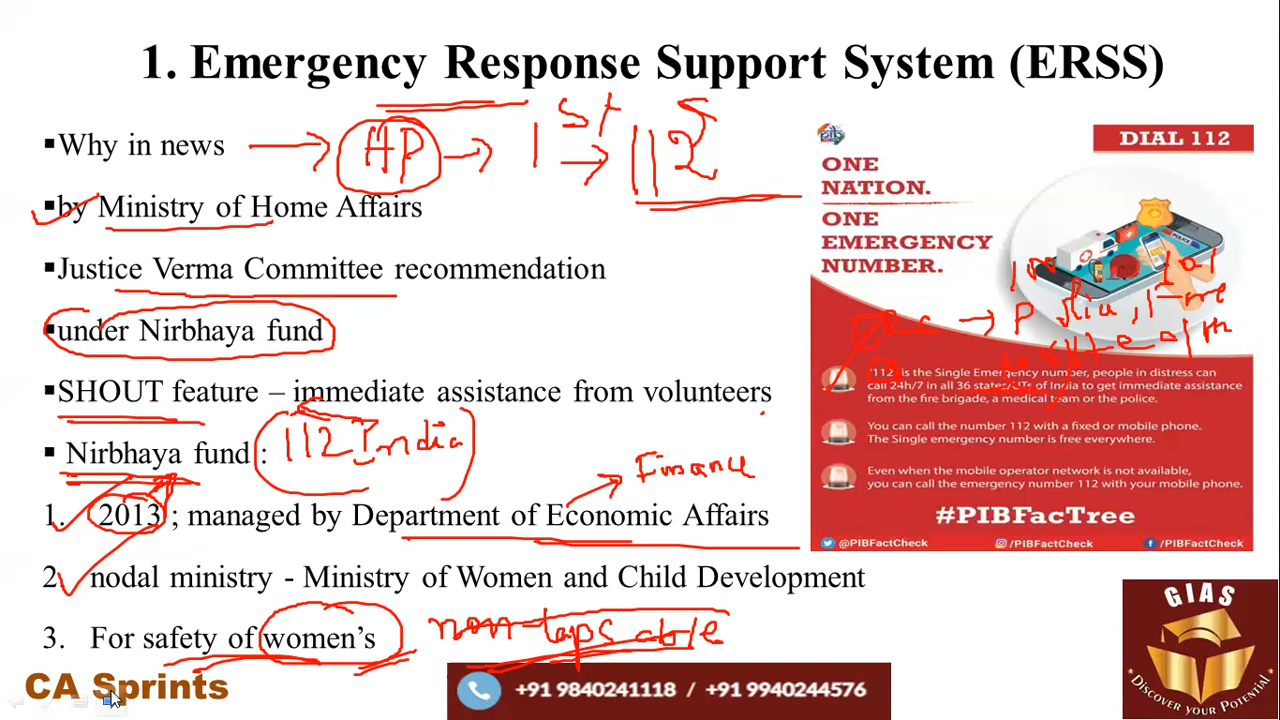 1. Emergency Response Support System (ERSS)
▪Why in news → HP → 1st → 112
▪by Ministry of Home Affairs
▪Justice Verma Committee recommendation
▪under Nirbhaya fund
▪SHOUT feature – immediate assistance from volunteers
▪ Nirbhaya fund : 112 India
Finance
1. 2013 ; managed by Department of Economic Affairs
2. nodal ministry - Ministry of Women and Child Development
3. For safety of women's non-lapsable
CA Sprints
pib
DIAL 112
ONE
NATION.
ONE
EMERGENCY
NUMBER.
POLICE
100 101
'112' is the Single Emergency number, people in distress can
call 24h/7 in all 36 states/UTs of India to get immediate assistance
from the fire brigade, a medical team or the police.
You can call the number 112 with a fixed or mobile phone.
The Single emergency number is free everywhere.
Even when the mobile operator network is not available,
you can call the emergency number 112 with your mobile phone.
#PIBFacTree
@PIBFactCheck /PIBFactCheck /PIBFactCheck
GIAS
DISCOVER YOUR POTENTIAL
+91 9840241118 / +91 9940244576